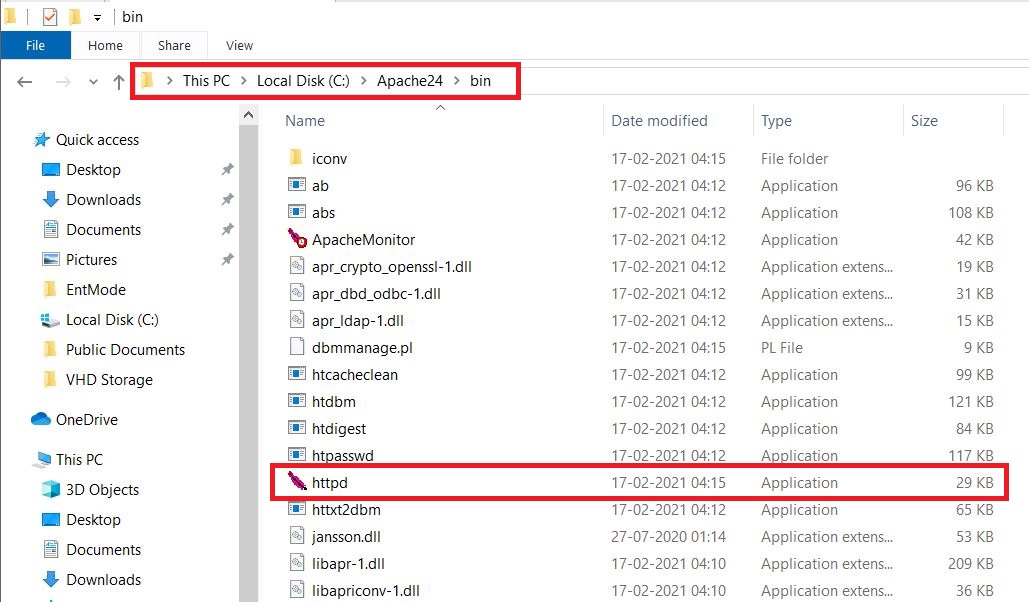 bin
File Home Share View
This PC Local Disk (C:) Apache24 bin
Name Date modified Type Size
Quick access
Desktop
Downloads
Documents
Pictures
EntMode
Local Disk (C:)
Public Documents
VHD Storage
OneDrive
This PC
3D Objects
Desktop
Documents
Downloads
iconv 17-02-2021 04:15 File folder
ab 17-02-2021 04:12 Application 96 KB
abs 17-02-2021 04:12 Application 108 KB
ApacheMonitor 17-02-2021 04:12 Application 42 KB
apr_crypto_openssl-1.dll 17-02-2021 04:12 Application extens... 19 KB
apr_dbd_odbc-1.dll 17-02-2021 04:12 Application extens... 31 KB
apr_ldap-1.dll 17-02-2021 04:12 Application extens... 15 KB
dbmmanage.pl 17-02-2021 04:15 PL File 9 KB
htcacheclean 17-02-2021 04:12 Application 99 KB
htdbm 17-02-2021 04:12 Application 121 KB
htdigest 17-02-2021 04:12 Application 84 KB
htpasswd 17-02-2021 04:12 Application 117 KB
httpd 17-02-2021 04:15 Application 29 KB
httxt2dbm 17-02-2021 04:12 Application 65 KB
jansson.dll 27-07-2020 01:14 Application extens... 53 KB
libapr-1.dll 17-02-2021 04:10 Application extens... 209 KB
libapriconv-1.dll 17-02-2021 04:10 Application extens... 36 KB